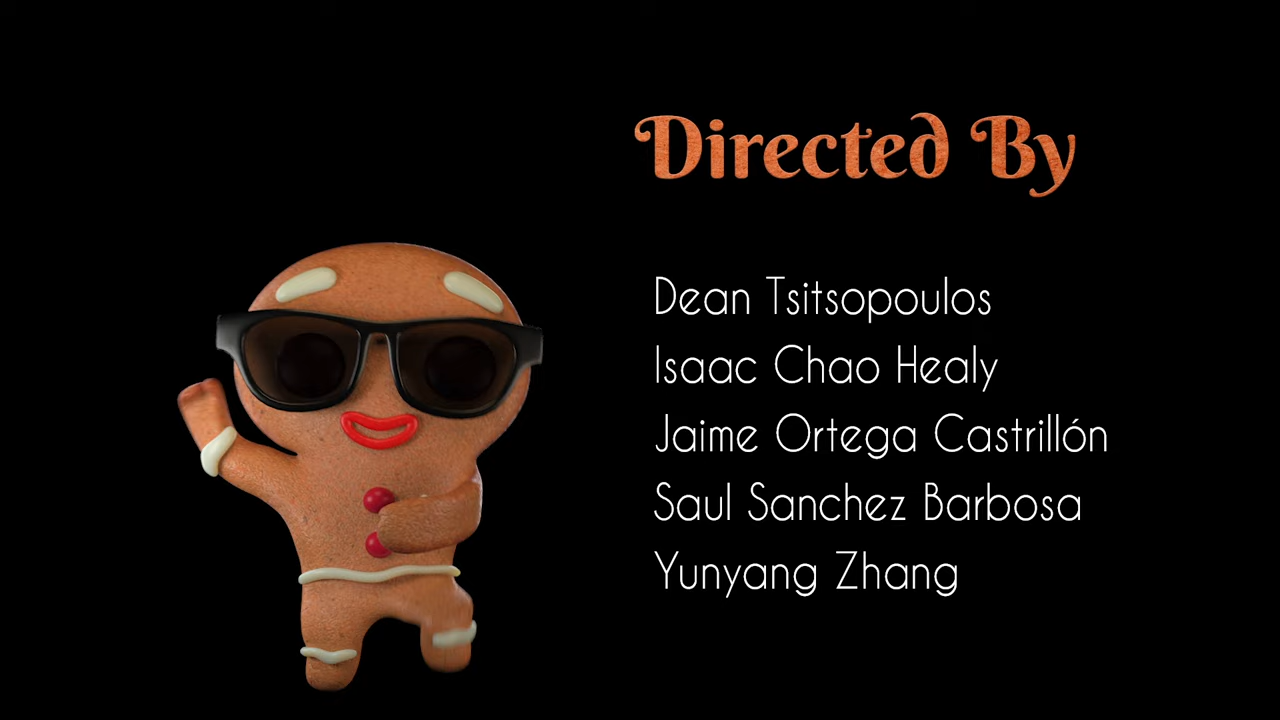 Directed By
Dean Tsitsopoulos
Isaac Chao Healy
Jaime Ortega Castrillón
Saul Sanchez Barbosa
Yunyang Zhang